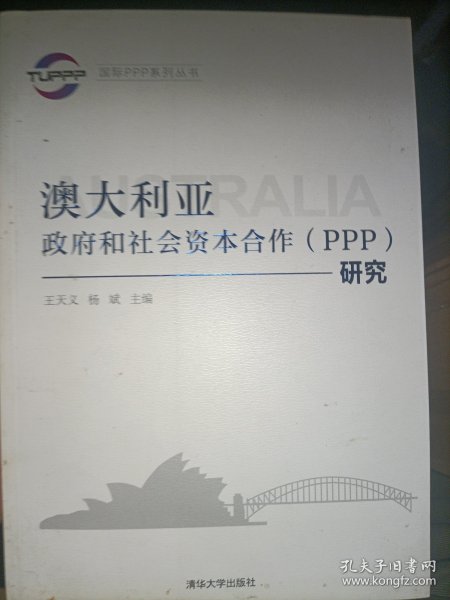 TUPPP
国际PPP系列丛书
AUSTRALIA
澳大利亚
政府和社会资本合作（PPP）
研究
王天义 杨 斌 主编
清华大学出版社
孔夫子旧书网
www.kongfz.com